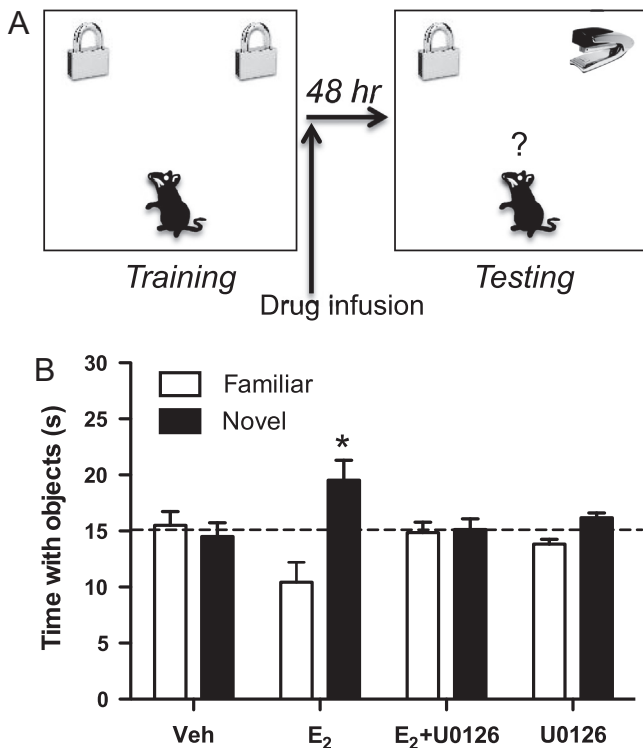 A
48 hr
?
Training
Testing
Drug infusion
B
Time with objects (s)
30
25
20
15
10
5
0
Familiar
Novel
*
Veh
E₂
E₂+U0126
U0126